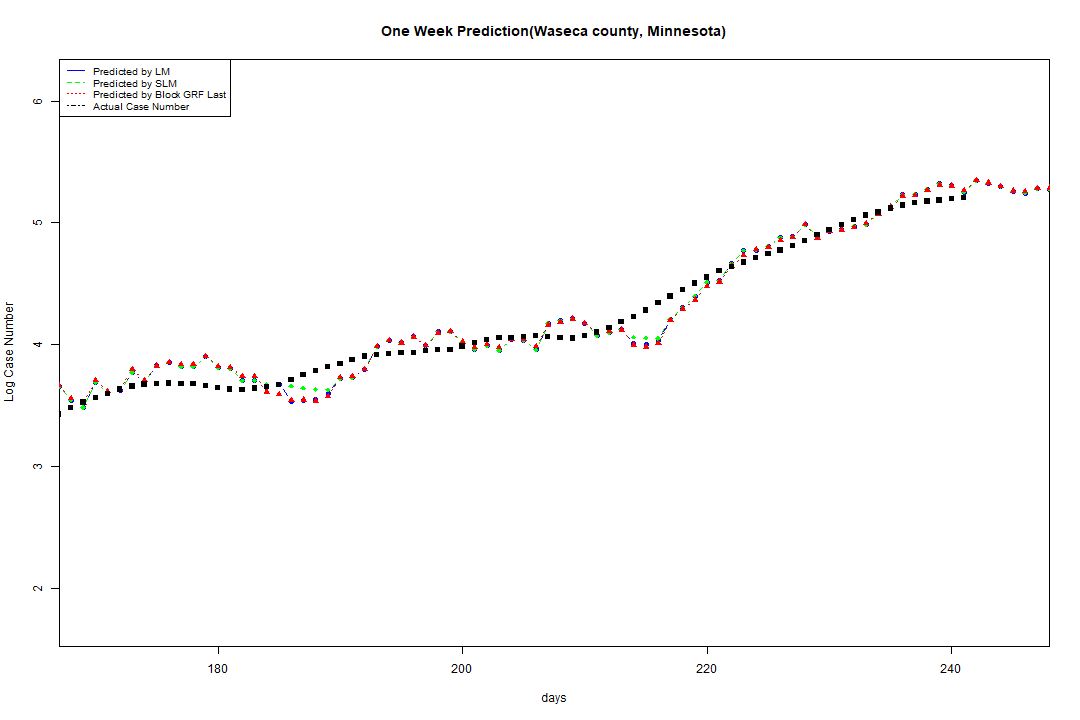 One Week Prediction(Waseca county, Minnesota)
Predicted by LM
Predicted by SLM
Predicted by Block GRF Last
Actual Case Number
6
5
4
3
2
Log Case Number
180 200 220 240
days